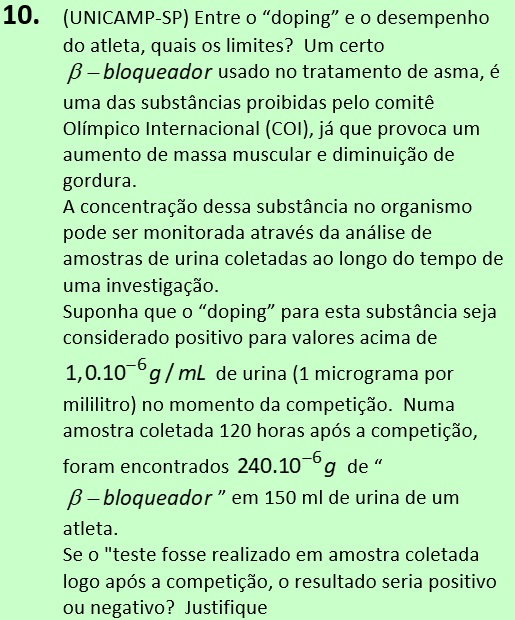 10. (UNICAMP-SP) Entre o “doping” e o desempenho
do atleta, quais os limites? Um certo
β – bloqueador usado no tratamento de asma, é
uma das substâncias proibidas pelo comitê
Olímpico Internacional (COI), já que provoca um
aumento de massa muscular e diminuição de
gordura.
A concentração dessa substância no organismo
pode ser monitorada através da análise de
amostras de urina coletadas ao longo do tempo de
uma investigação.
Suponha que o “doping” para esta substância seja
considerado positivo para valores acima de
1,0.10⁻⁶ g / mL de urina (1 micrograma por
mililitro) no momento da competição. Numa
amostra coletada 120 horas após a competição,
foram encontrados 240.10⁻⁶ g de “
β – bloqueador ” em 150 ml de urina de um
atleta.
Se o "teste fosse realizado em amostra coletada
logo após a competição, o resultado seria positivo
ou negativo? Justifique